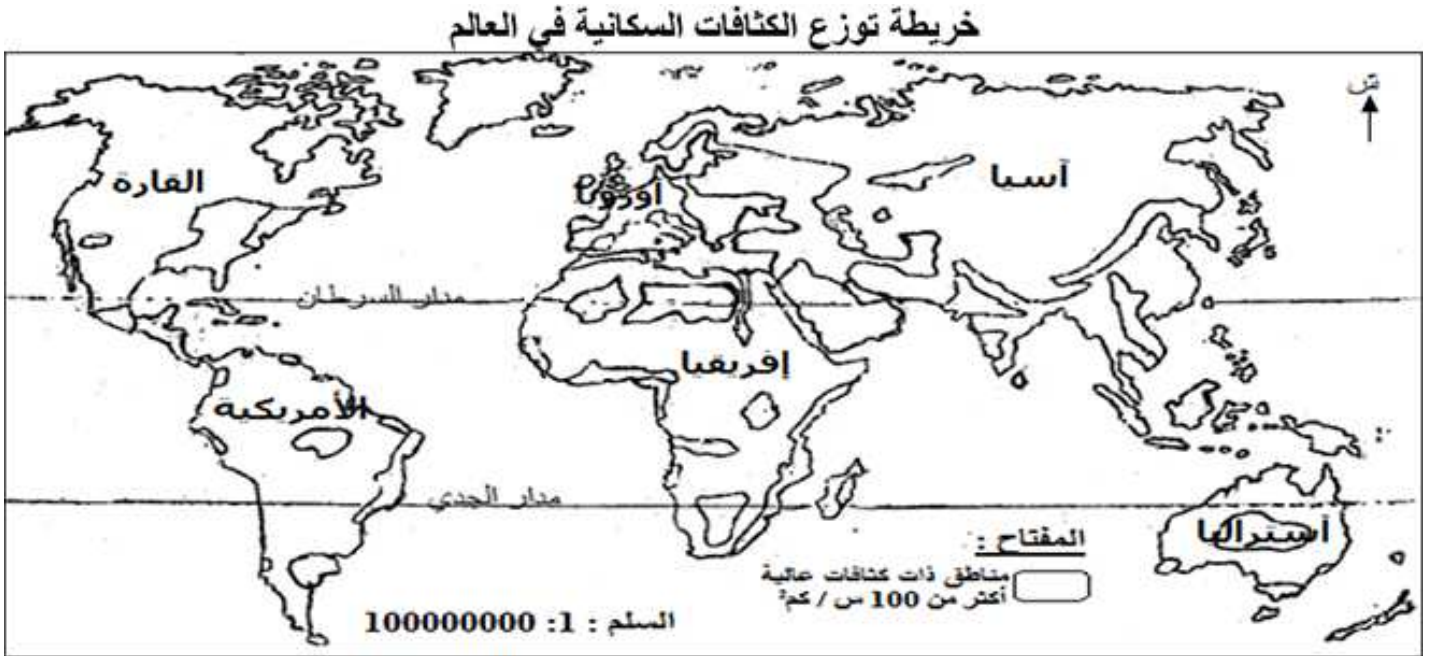 خريطة توزع الكثافات السكانية في العالم
ش
القارة
أوروبا
آسيا
مدار السرطان
إفريقيا
الأمريكية
مدار الجدي
أستراليا
المفتاح :
مناطق ذات كثافات عالية
أكثر من 100 س / كم²
السلم : 1: 100000000